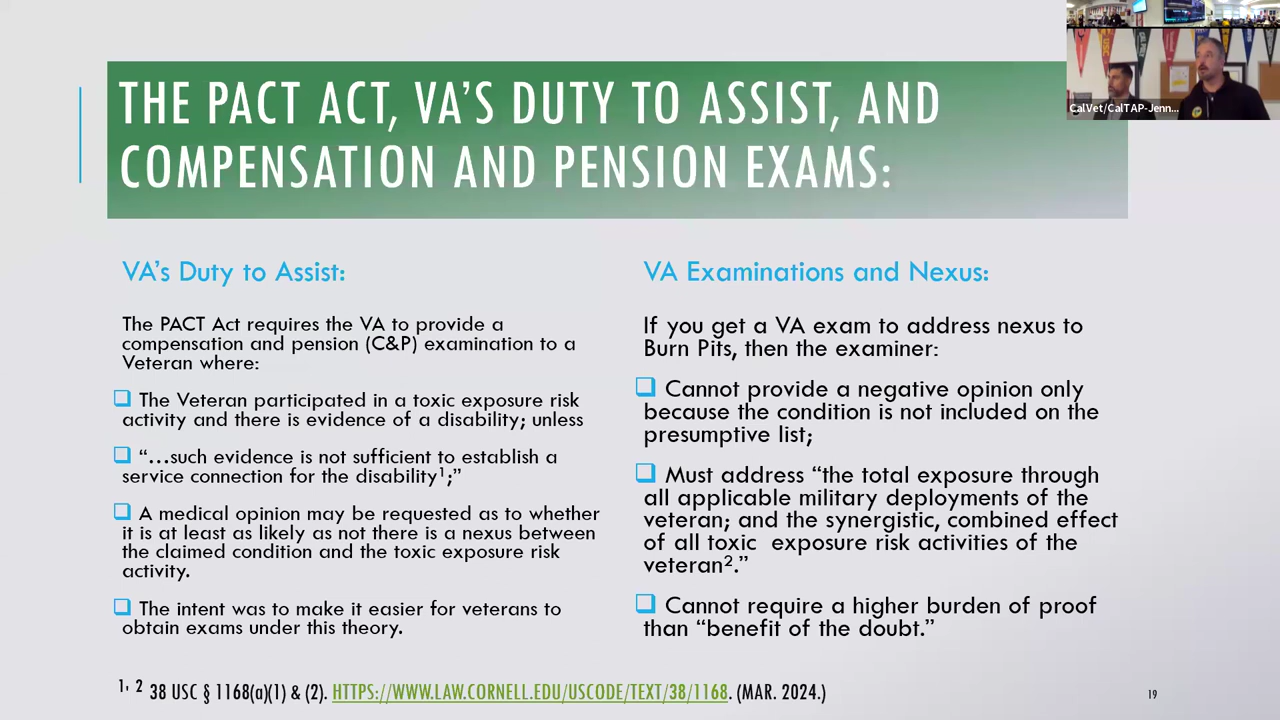 THE PACT ACT, VA’S DUTY TO ASSIST, AND
COMPENSATION AND PENSION EXAMS:
CalVet/CalTAP-Jenn...
VA’s Duty to Assist:
The PACT Act requires the VA to provide a
compensation and pension (C&P) examination to a
Veteran where:
❑ The Veteran participated in a toxic exposure risk
activity and there is evidence of a disability; unless
❑ “…such evidence is not sufficient to establish a
service connection for the disability¹;”
❑ A medical opinion may be requested as to whether
it is at least as likely as not there is a nexus between
the claimed condition and the toxic exposure risk
activity.
❑ The intent was to make it easier for veterans to
obtain exams under this theory.
VA Examinations and Nexus:
If you get a VA exam to address nexus to
Burn Pits, then the examiner:
❑ Cannot provide a negative opinion only
because the condition is not included on the
presumptive list;
❑ Must address “the total exposure through
all applicable military deployments of the
veteran; and the synergistic, combined effect
of all toxic exposure risk activities of the
veteran².”
❑ Cannot require a higher burden of proof
than “benefit of the doubt.”
¹, ² 38 USC § 1168(a)(1) & (2). HTTPS://WWW.LAW.CORNELL.EDU/USCODE/TEXT/38/1168. (MAR. 2024.)
19